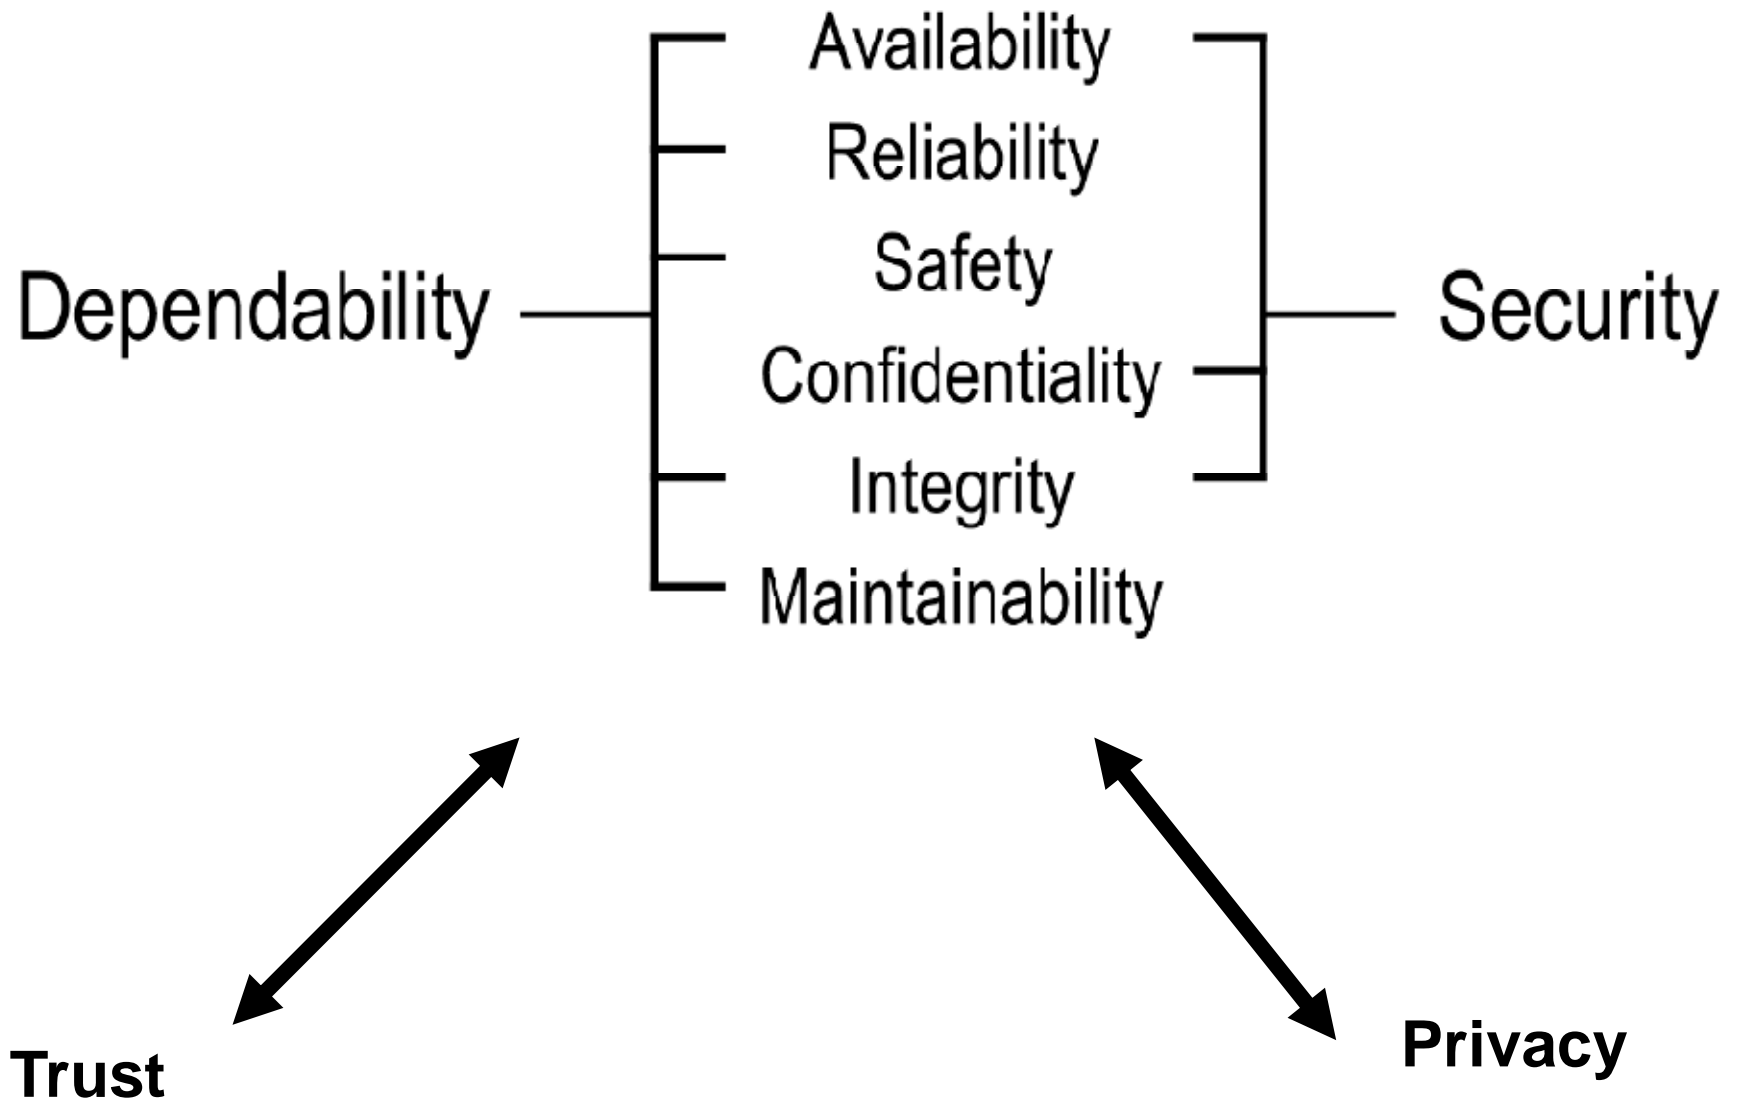 Availability
Reliability
Safety
Dependability
Security
Confidentiality
Integrity
Maintainability
Privacy
Trust